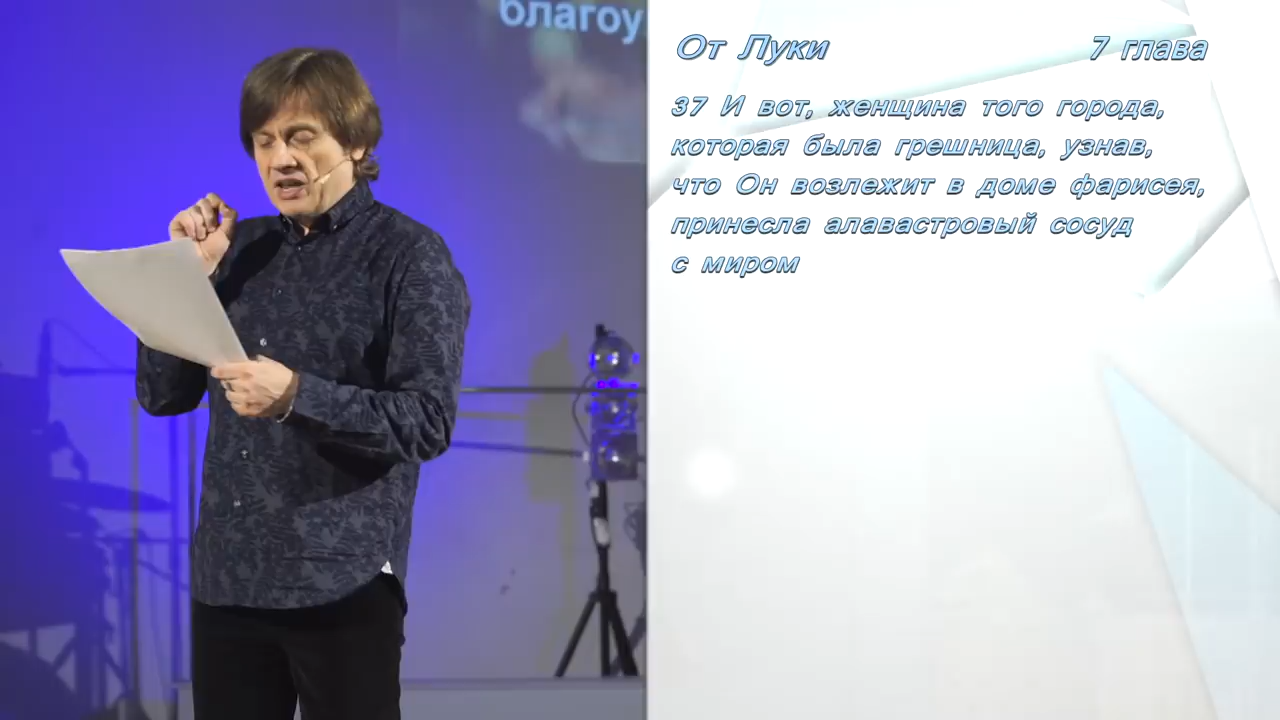 благоу
От Луки 7 глава
37 И вот, женщина того города,
которая была грешница, узнав,
что Он возлежит в доме фарисея,
принесла алавастровый сосуд
с миром